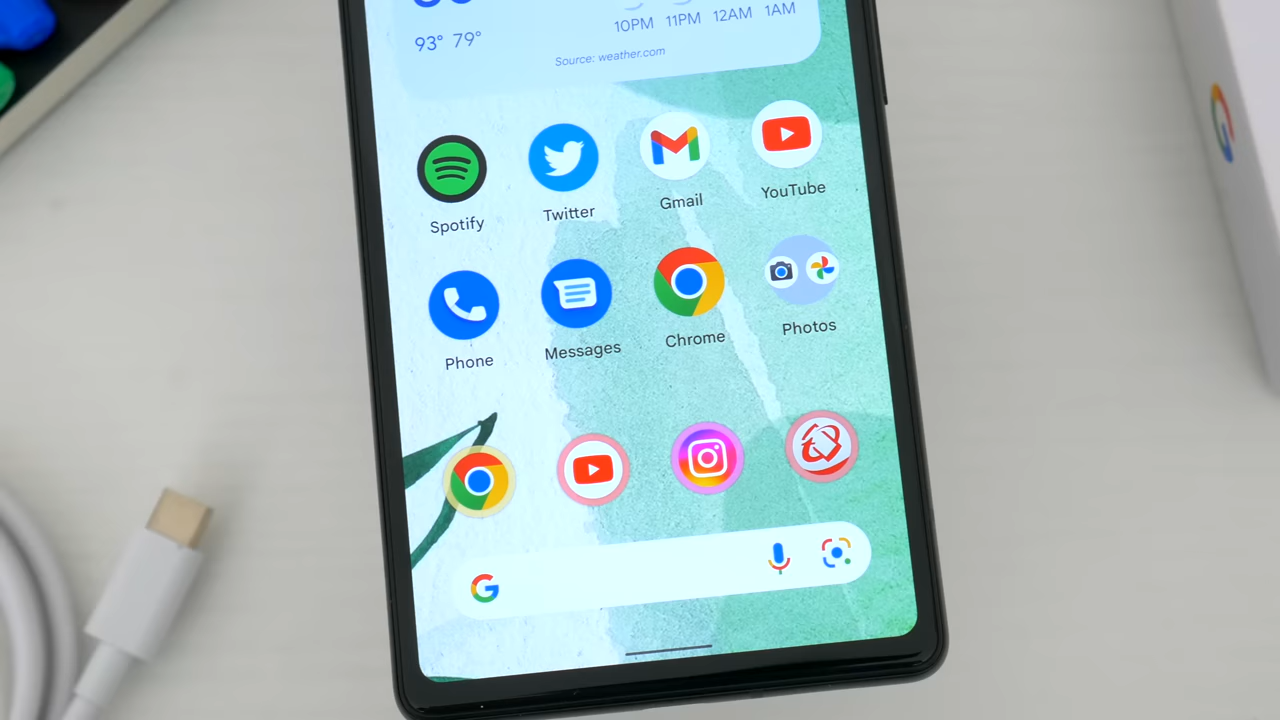 10PM 11PM 12AM 1AM
93° 79°
Source: weather.com
Spotify Twitter Gmail YouTube
Phone Messages Chrome Photos
G